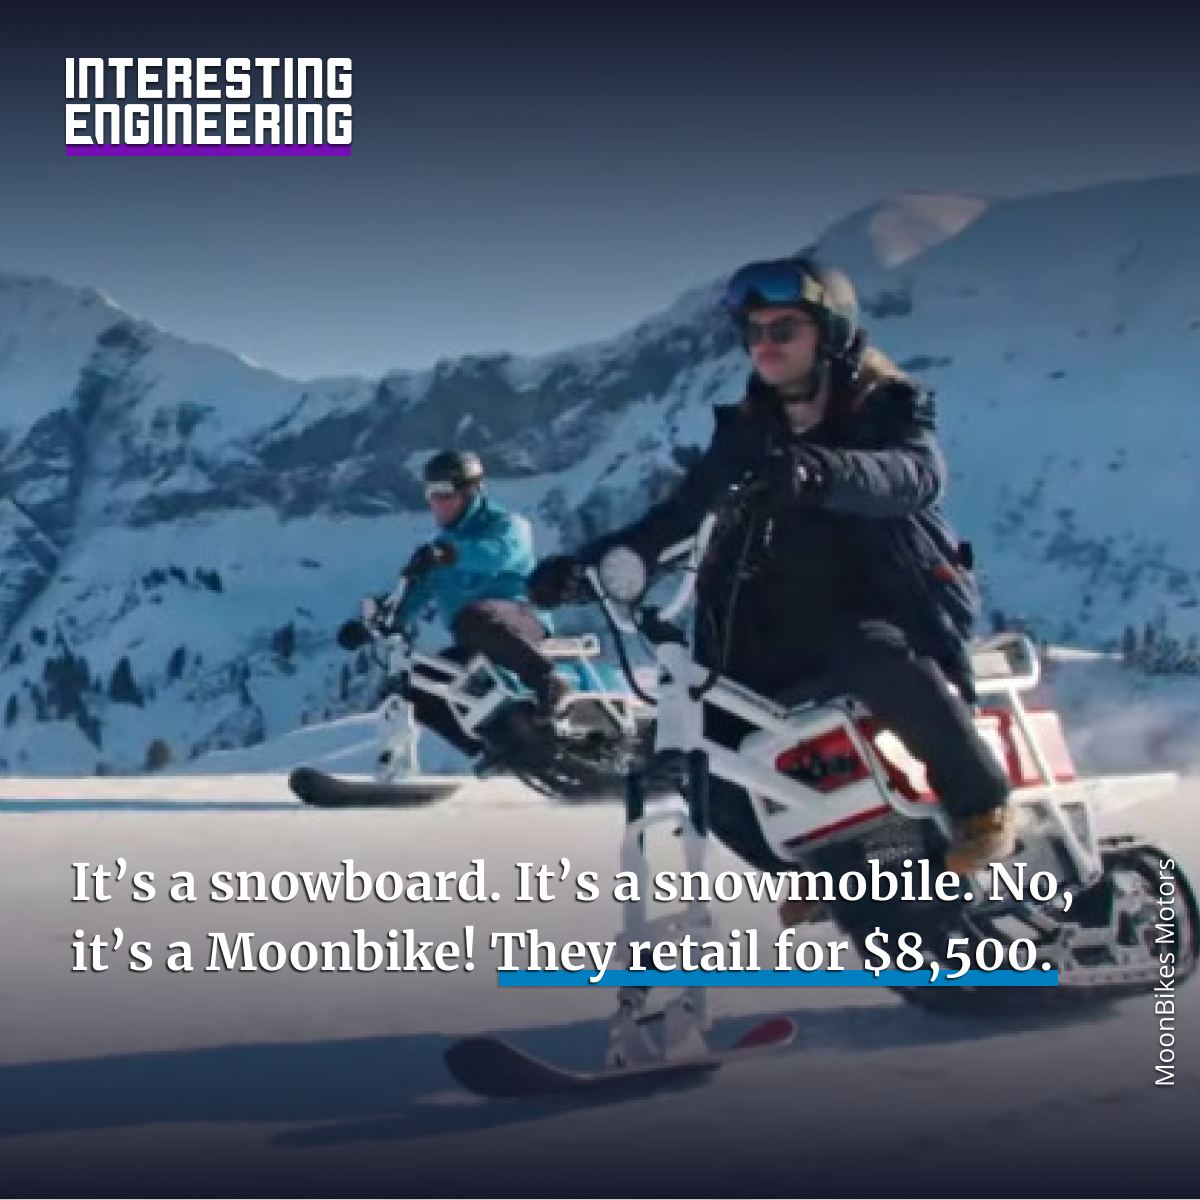 INTERESTING
ENGINEERING
It’s a snowboard. It’s a snowmobile. No,
it’s a Moonbike! They retail for $8,500.
MoonBikes Motors